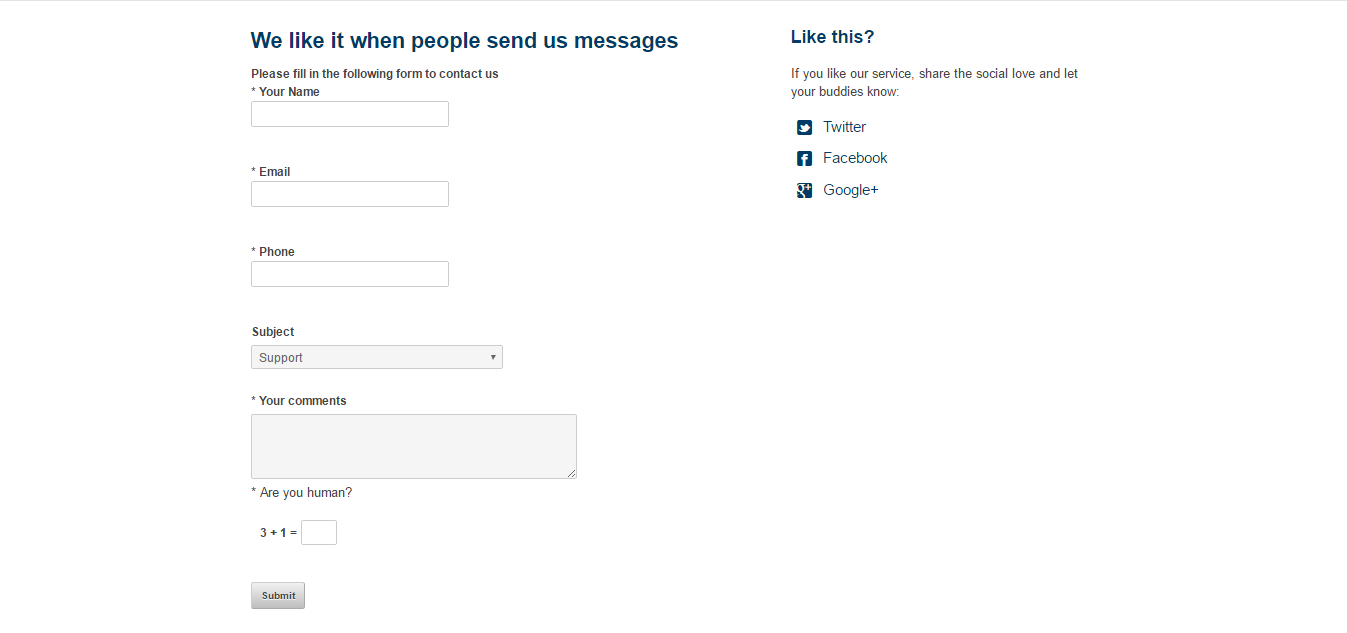 We like it when people send us messages
Please fill in the following form to contact us
* Your Name
* Email
* Phone
Subject
Support
* Your comments
* Are you human?
3 + 1 =
Submit
Like this?
If you like our service, share the social love and let
your buddies know:
Twitter
Facebook
Google+